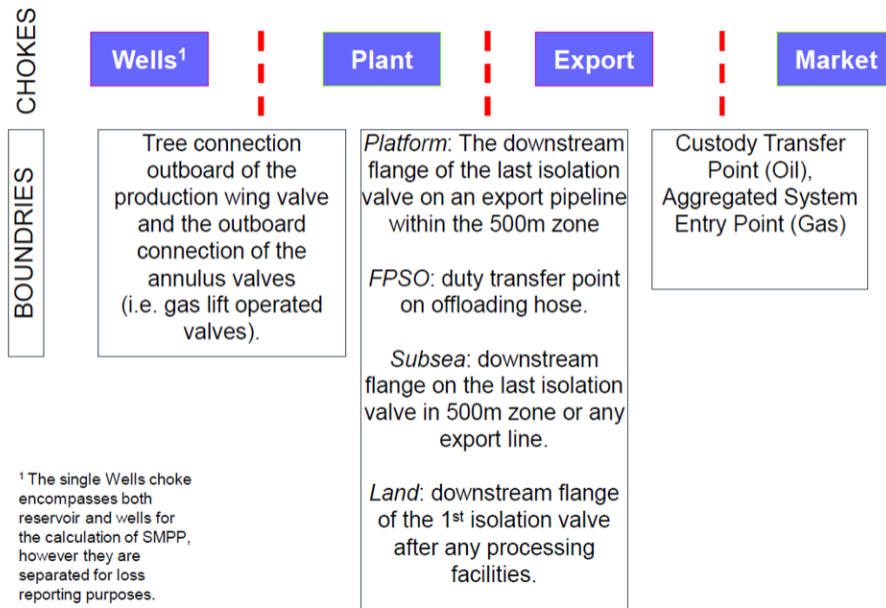 CHOKES
Wells¹
Plant
Export
Market
BOUNDRIES
Tree connection
outboard of the
production wing valve
and the outboard
connection of the
annulus valves
(i.e. gas lift operated
valves).
Platform: The downstream
flange of the last isolation
valve on an export pipeline
within the 500m zone
FPSO: duty transfer point
on offloading hose.
Subsea: downstream
flange on the last isolation
valve in 500m zone or any
export line.
Land: downstream flange
of the 1st isolation valve
after any processing
facilities.
Custody Transfer
Point (Oil),
Aggregated System
Entry Point (Gas)
¹ The single Wells choke
encompasses both
reservoir and wells for
the calculation of SMPP,
however they are
separated for loss
reporting purposes.